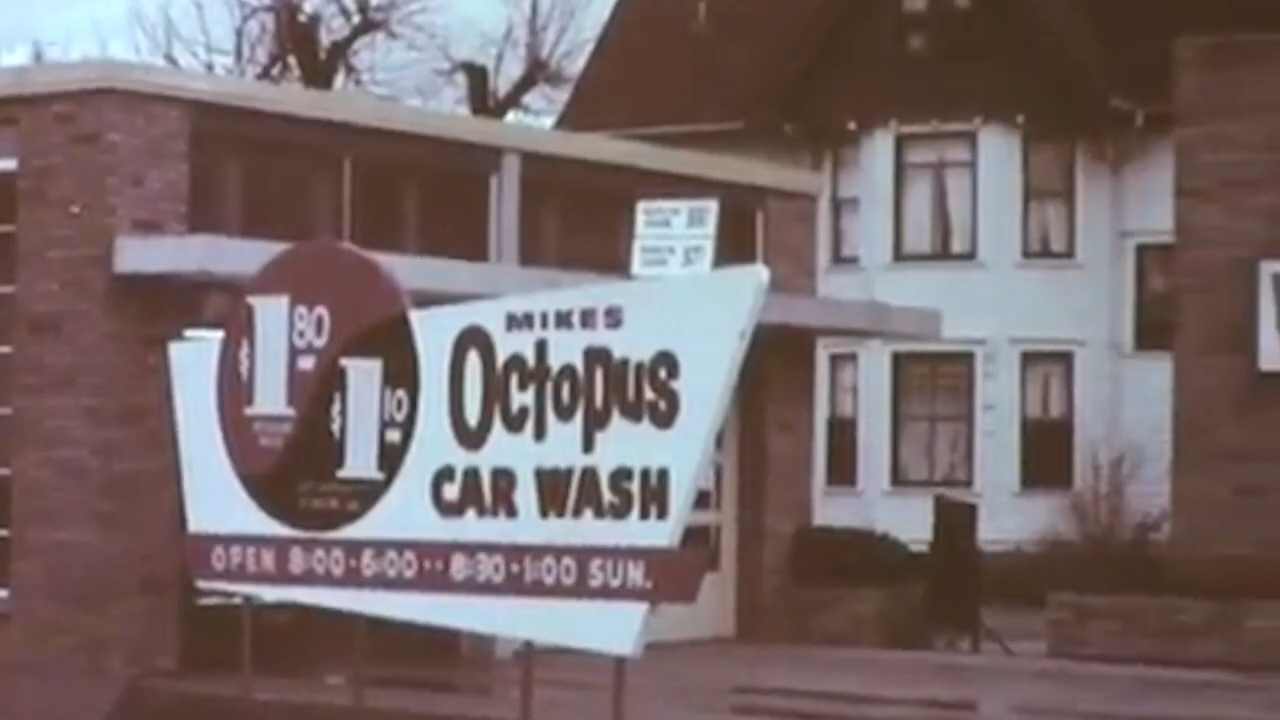 $1 80
$1 10
MIKES
Octopus
CAR WASH
OPEN 8:00-6:00 -- 8:30-1:00 SUN.